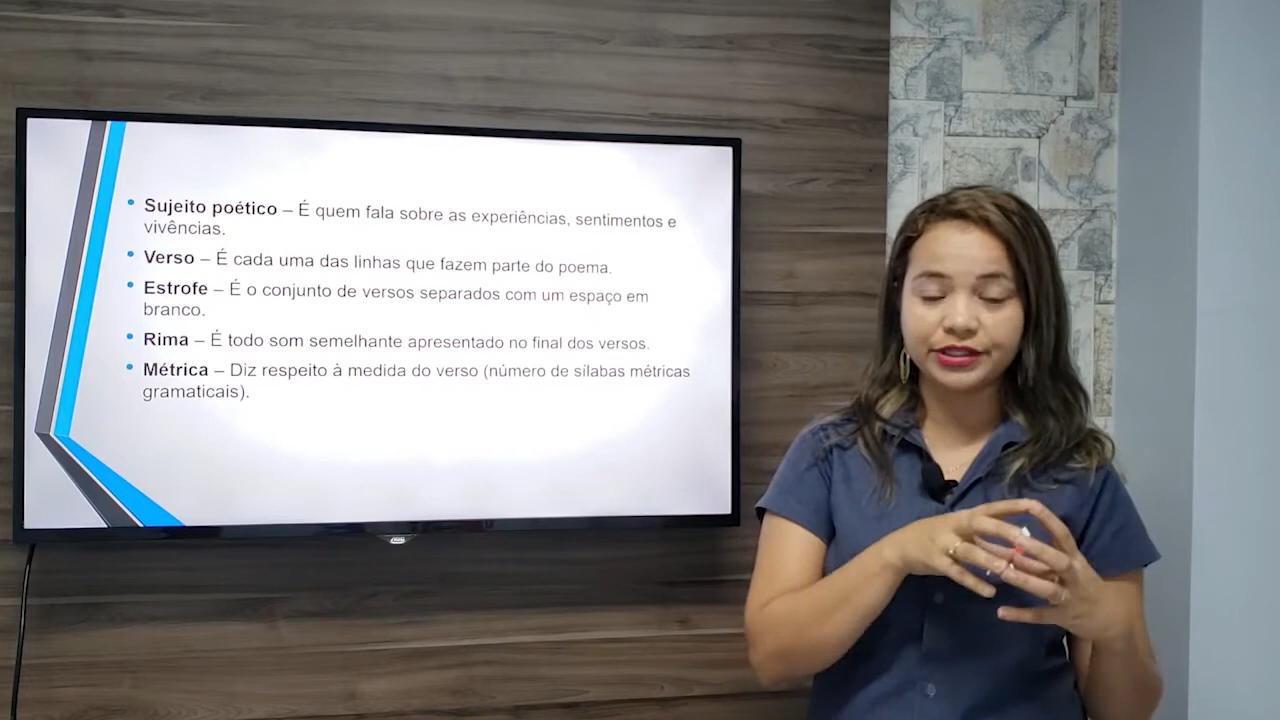 Sujeito poético – É quem fala sobre as experiências, sentimentos e
vivências.
Verso – É cada uma das linhas que fazem parte do poema.
Estrofe – É o conjunto de versos separados com um espaço em
branco.
Rima – É todo som semelhante apresentado no final dos versos.
Métrica – Diz respeito à medida do verso (número de sílabas métricas
gramaticais).